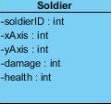 Soldier
-soldierID : int
-xAxis : int
-yAxis : int
-damage : int
-health : int